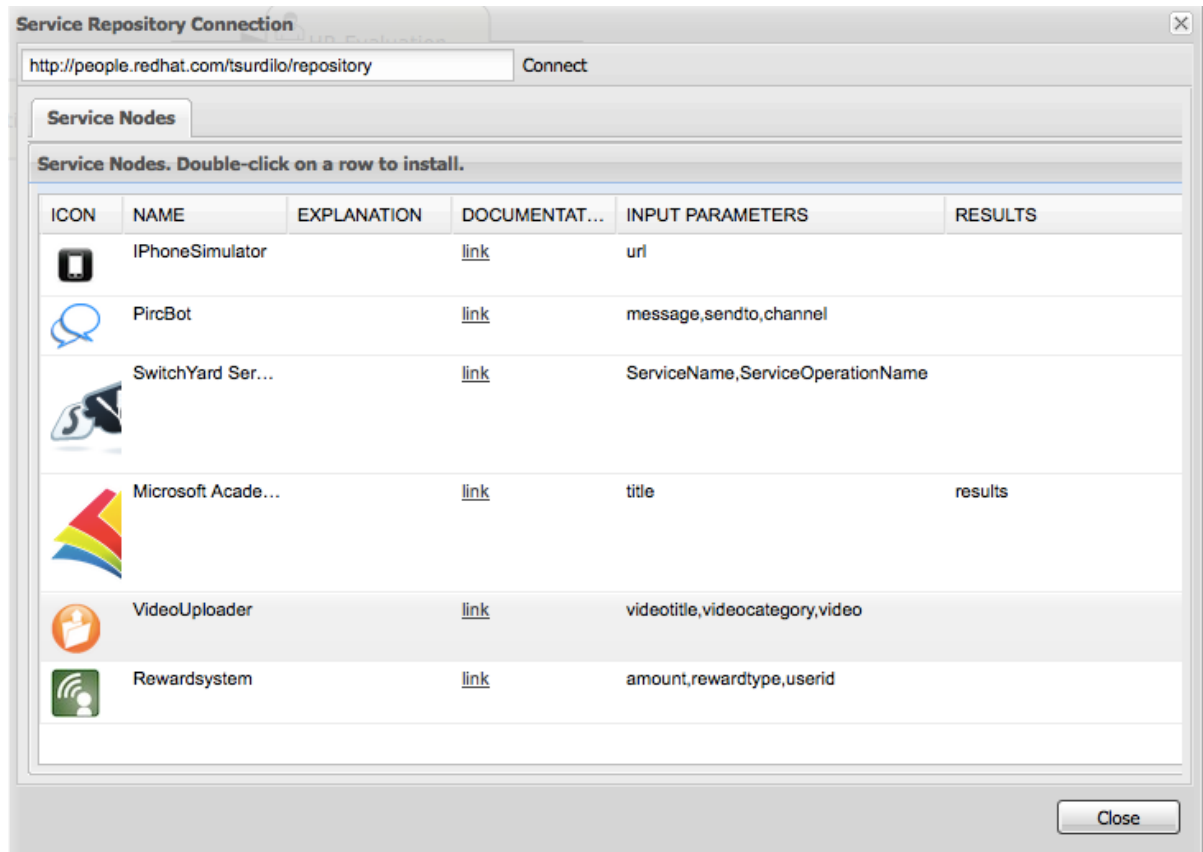 Service Repository Connection
HR Evaluation
http://people.redhat.com/tsurdilo/repository Connect
Service Nodes
Service Nodes. Double-click on a row to install.
ICON NAME EXPLANATION DOCUMENTAT... INPUT PARAMETERS RESULTS
IPhoneSimulator link url
PircBot link message,sendto,channel
SwitchYard Ser... link ServiceName,ServiceOperationName
S
Microsoft Acade... link title results
VideoUploader link videotitle,videocategory,video
Rewardsystem link amount,rewardtype,userid
Close